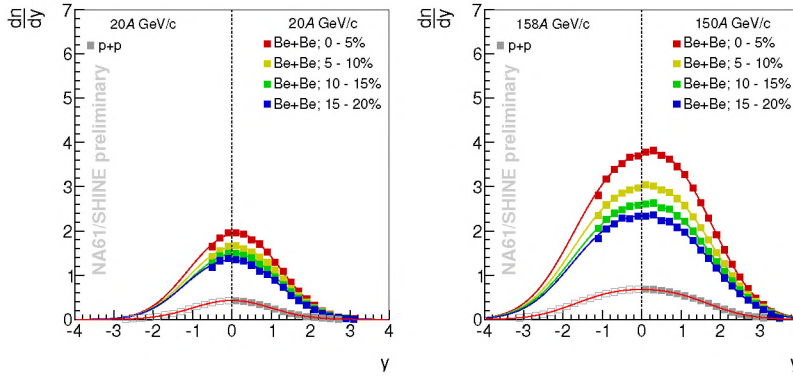 dn
dy
7
6
5
4
3
2
1
0
20A GeV/c
20A GeV/c
p+p
Be+Be; 0 - 5%
Be+Be; 5 - 10%
Be+Be; 10 - 15%
Be+Be; 15 - 20%
NA61/SHINE preliminary
-4 -3 -2 -1 0 1 2 3 4
y
dn
dy
7
6
5
4
3
2
1
0
158A GeV/c
150A GeV/c
p+p
Be+Be; 0 - 5%
Be+Be; 5 - 10%
Be+Be; 10 - 15%
Be+Be; 15 - 20%
NA61/SHINE preliminary
-4 -3 -2 -1 0 1 2 3
y